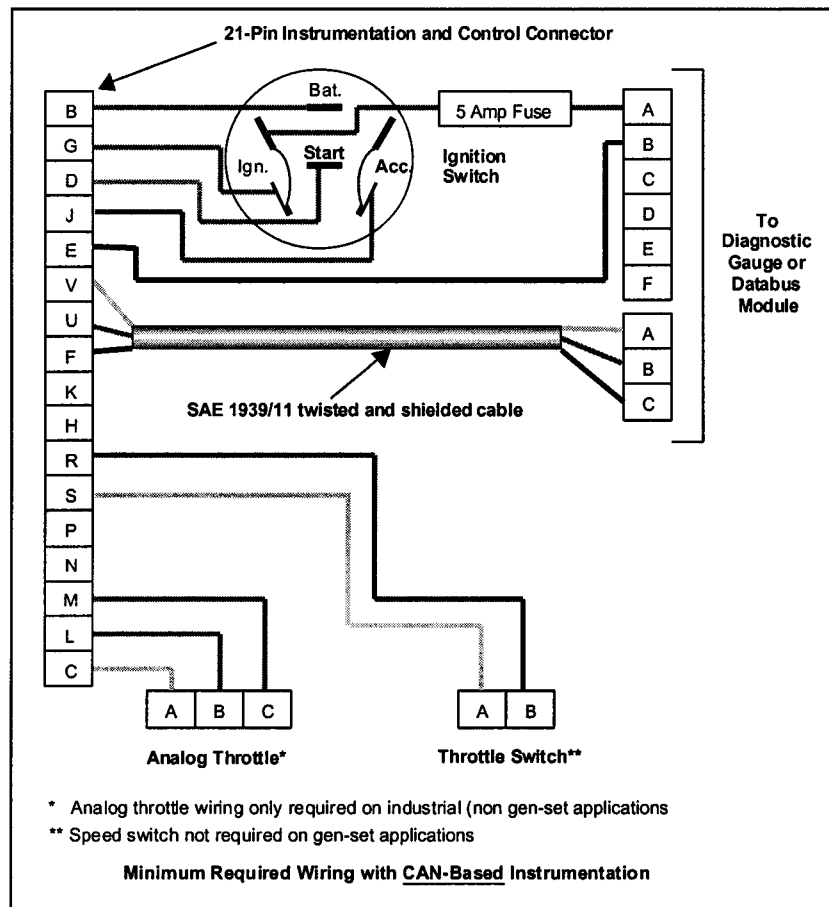 21-Pin Instrumentation and Control Connector
B
G
D
J
E
V
U
F
K
H
R
S
P
N
M
L
C
Bat.
Ign.
Start
Acc.
5 Amp Fuse
Ignition
Switch
A
B
C
D
E
F
A
B
C
To
Diagnostic
Gauge or
Databus
Module
SAE 1939/11 twisted and shielded cable
A B C
Analog Throttle*
A B
Throttle Switch**
* Analog throttle wiring only required on industrial (non gen-set applications
** Speed switch not required on gen-set applications
Minimum Required Wiring with CAN-Based Instrumentation